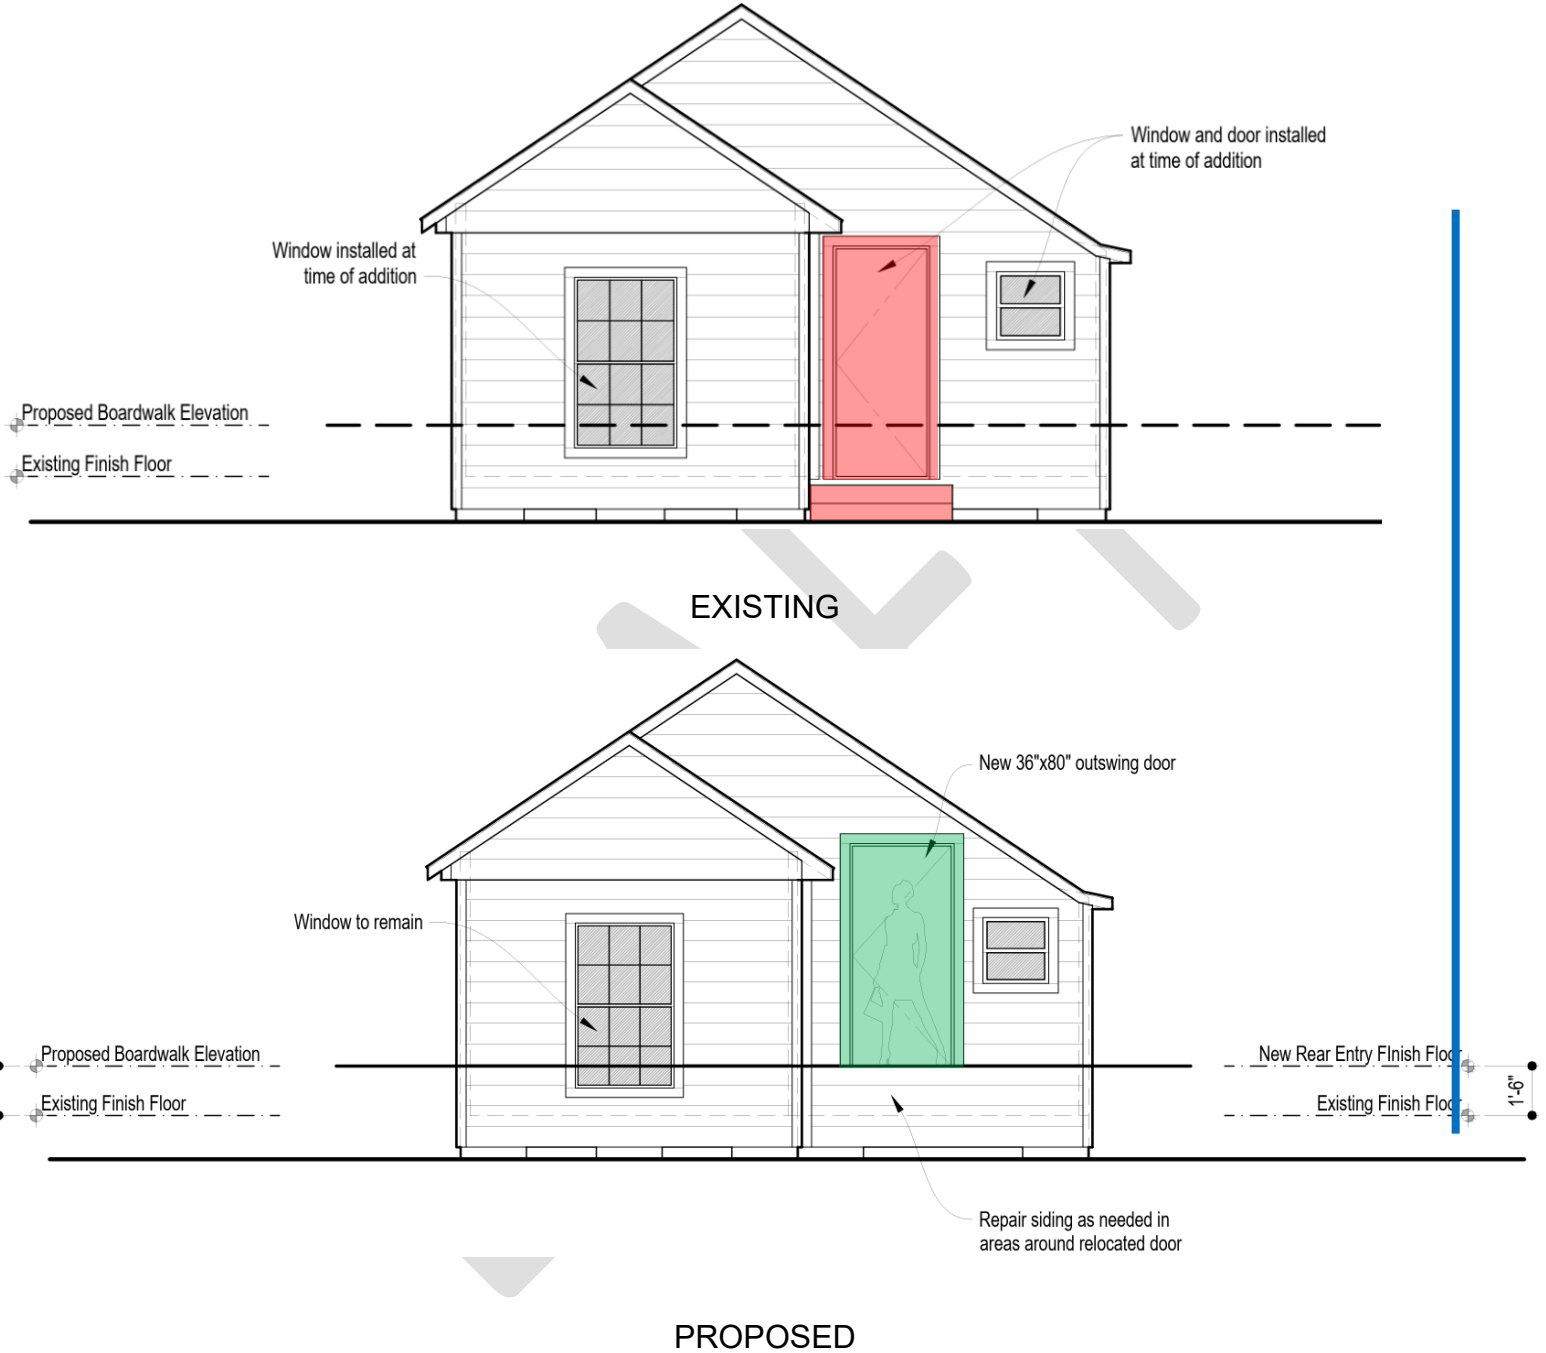 Window and door installed
at time of addition
Window installed at
time of addition
Proposed Boardwalk Elevation
Existing Finish Floor
EXISTING
New 36"x80" outswing door
Window to remain
Proposed Boardwalk Elevation
New Rear Entry FInish Floor
Existing Finish Floor
Existing Finish Floor
1'-6"
Repair siding as needed in
areas around relocated door
PROPOSED